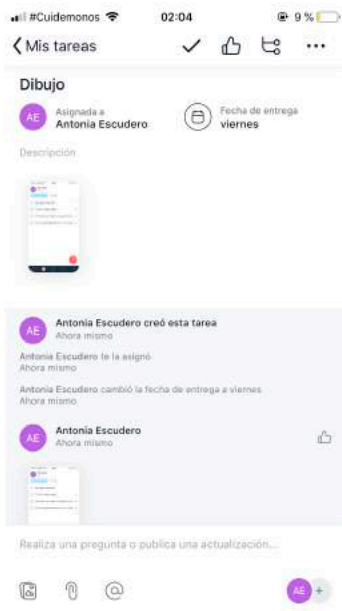 #Cuidemonos 02:04 9 %
Mis tareas
Dibujo
AE Asignada a
Antonia Escudero
Fecha de entrega
viernes
Descripción
AE Antonia Escudero creó esta tarea
Ahora mismo
Antonia Escudero te la asignó
Ahora mismo
Antonia Escudero cambió la fecha de entrega a viernes
Ahora mismo
AE Antonia Escudero
Ahora mismo
Realiza una pregunta o publica una actualización...
AE +